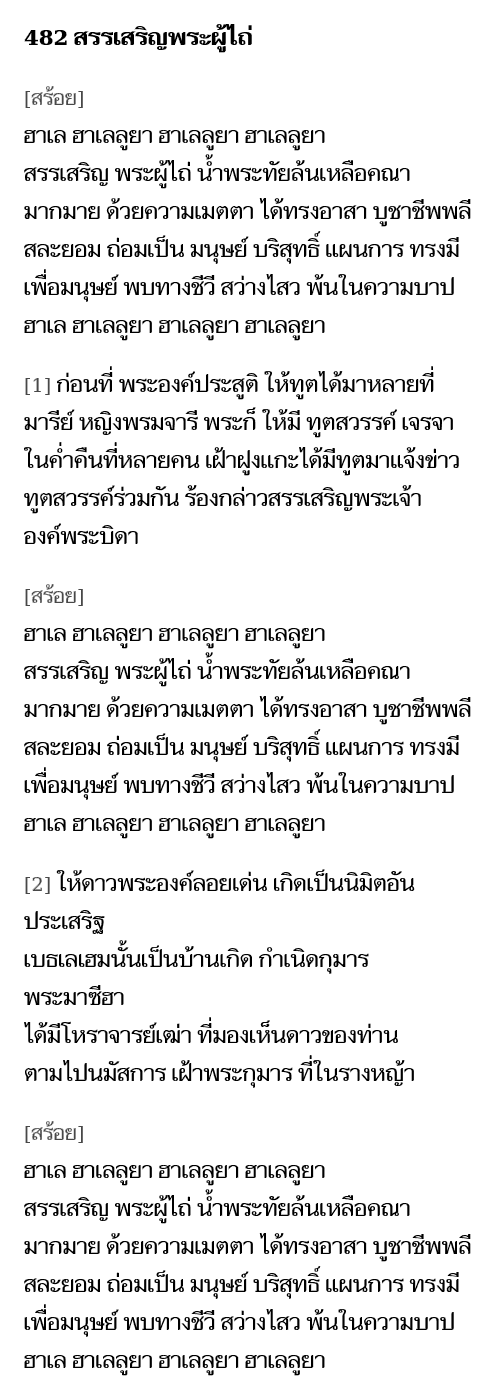 482 สรรเสริญพระผู้ไถ่
[สร้อย]
ฮาเล ฮาเลลูยา ฮาเลลูยา ฮาเลลูยา
สรรเสริญ พระผู้ไถ่ น้ำพระทัยล้นเหลือคณา
มากมาย ด้วยความเมตตา ได้ทรงอาสา บูชาชีพพลี
สละยอม ถ่อมเป็น มนุษย์ บริสุทธิ์ แผนการ ทรงมี
เพื่อมนุษย์ พบทางชีวี สว่างไสว พ้นในความบาป
ฮาเล ฮาเลลูยา ฮาเลลูยา ฮาเลลูยา
[1] ก่อนที่ พระองค์ประสูติ ให้ทูตได้มาหลายที่
มารีย์ หญิงพรมจารี พระก็ ให้มี ทูตสวรรค์ เจรจา
ในค่ำคืนที่หลายคน เฝ้าฝูงแกะได้มีทูตมาแจ้งข่าว
ทูตสวรรค์ร่วมกัน ร้องกล่าวสรรเสริญพระเจ้า
องค์พระบิดา
[สร้อย]
ฮาเล ฮาเลลูยา ฮาเลลูยา ฮาเลลูยา
สรรเสริญ พระผู้ไถ่ น้ำพระทัยล้นเหลือคณา
มากมาย ด้วยความเมตตา ได้ทรงอาสา บูชาชีพพลี
สละยอม ถ่อมเป็น มนุษย์ บริสุทธิ์ แผนการ ทรงมี
เพื่อมนุษย์ พบทางชีวี สว่างไสว พ้นในความบาป
ฮาเล ฮาเลลูยา ฮาเลลูยา ฮาเลลูยา
[2] ให้ดาวพระองค์ลอยเด่น เกิดเป็นนิมิตอัน
ประเสริฐ
เบธเลเฮมนั้นเป็นบ้านเกิด กำเนิดกุมาร
พระมาซีฮา
ได้มีโหราจารย์เฒ่า ที่มองเห็นดาวของท่าน
ตามไปนมัสการ เฝ้าพระกุมาร ที่ในรางหญ้า
[สร้อย]
ฮาเล ฮาเลลูยา ฮาเลลูยา ฮาเลลูยา
สรรเสริญ พระผู้ไถ่ น้ำพระทัยล้นเหลือคณา
มากมาย ด้วยความเมตตา ได้ทรงอาสา บูชาชีพพลี
สละยอม ถ่อมเป็น มนุษย์ บริสุทธิ์ แผนการ ทรงมี
เพื่อมนุษย์ พบทางชีวี สว่างไสว พ้นในความบาป
ฮาเล ฮาเลลูยา ฮาเลลูยา ฮาเลลูยา